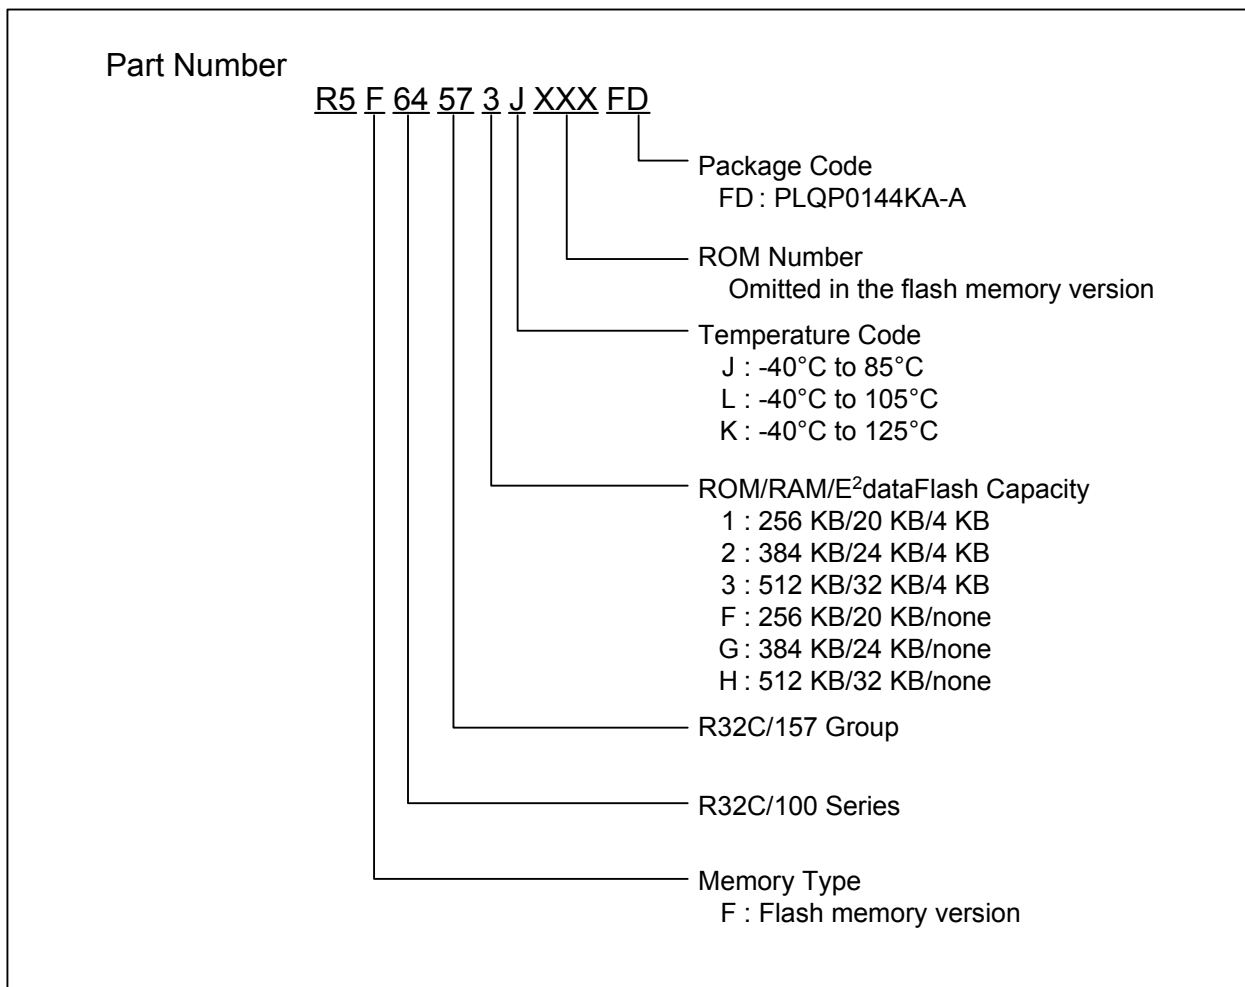 Part Number
R5 F 64 57 3 J XXX FD
Package Code
FD : PLQP0144KA-A
ROM Number
Omitted in the flash memory version
Temperature Code
J : -40°C to 85°C
L : -40°C to 105°C
K : -40°C to 125°C
ROM/RAM/E²dataFlash Capacity
1 : 256 KB/20 KB/4 KB
2 : 384 KB/24 KB/4 KB
3 : 512 KB/32 KB/4 KB
F : 256 KB/20 KB/none
G : 384 KB/24 KB/none
H : 512 KB/32 KB/none
R32C/157 Group
R32C/100 Series
Memory Type
F : Flash memory version